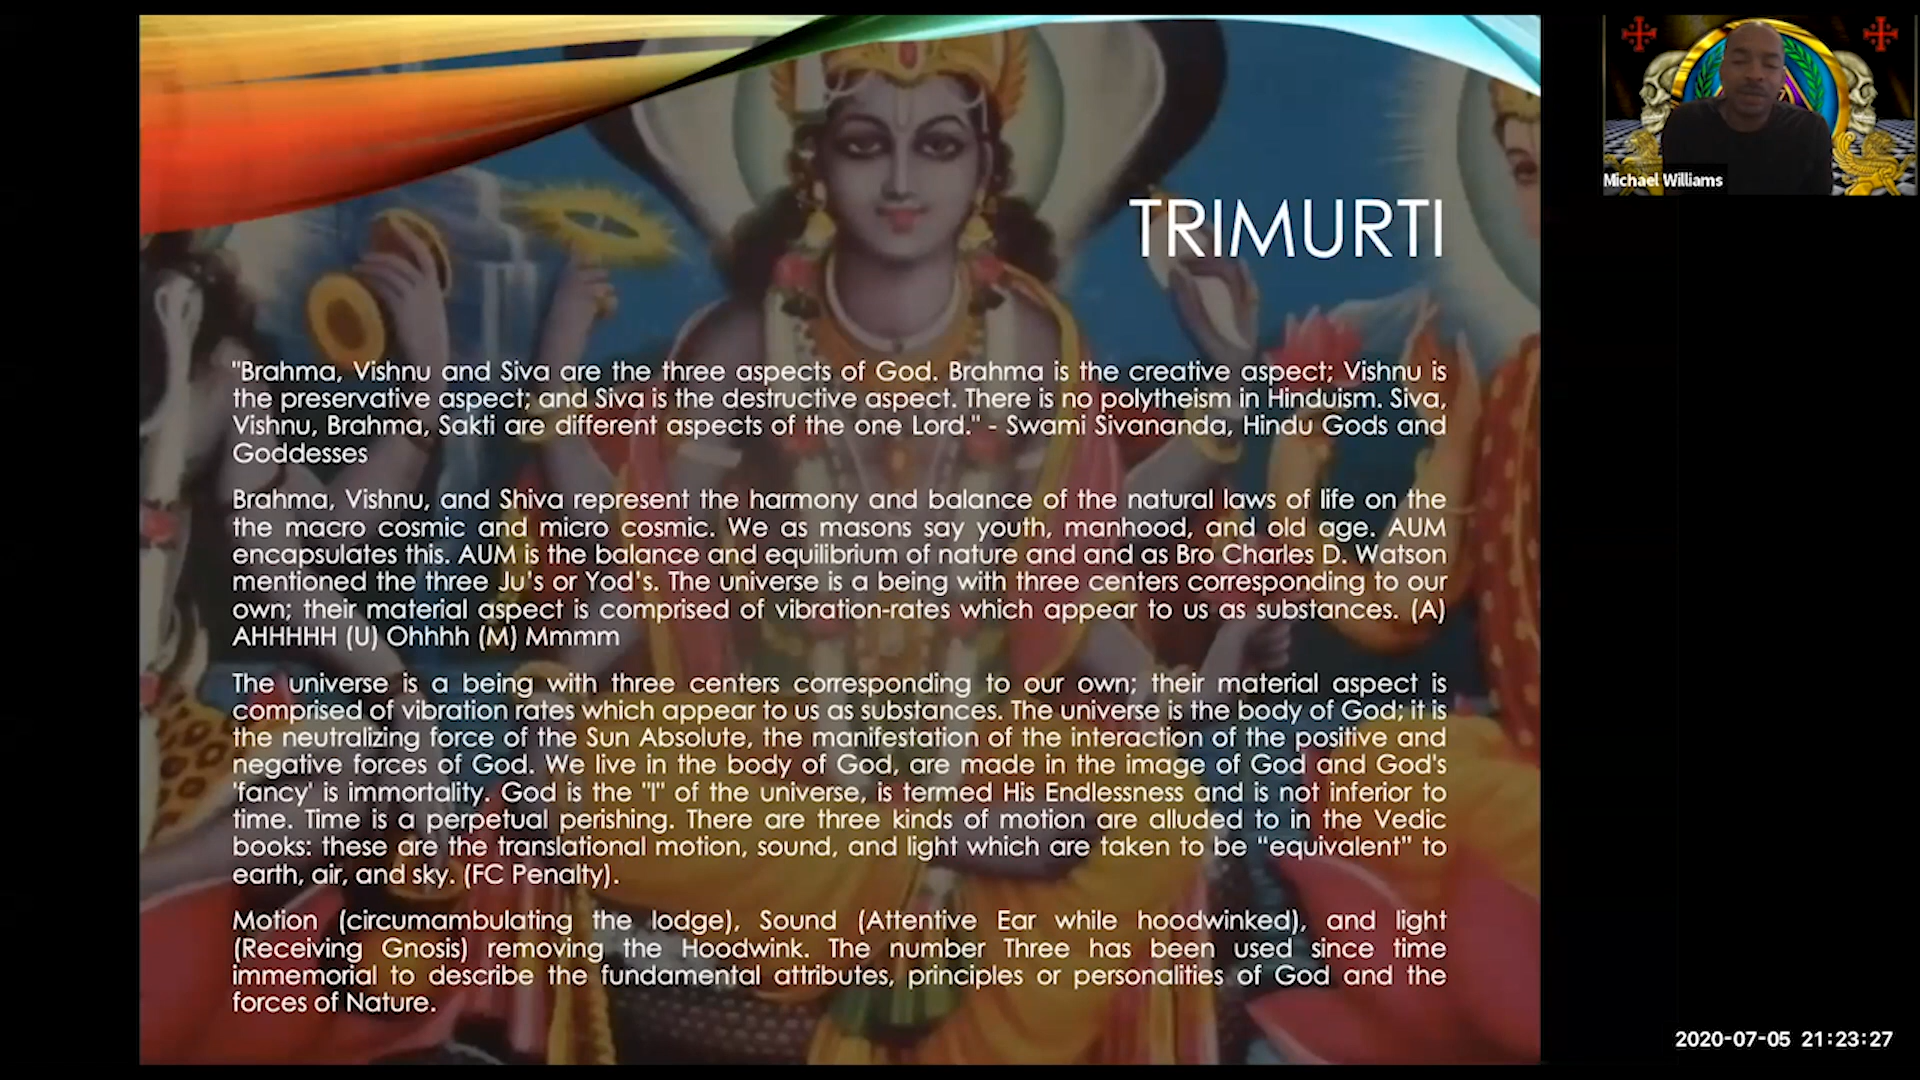 TRIMURTI
"Brahma, Vishnu and Siva are the three aspects of God. Brahma is the creative aspect; Vishnu is
the preservative aspect; and Siva is the destructive aspect. There is no polytheism in Hinduism. Siva,
Vishnu, Brahma, Sakti are different aspects of the one Lord." - Swami Sivananda, Hindu Gods and
Goddesses
Brahma, Vishnu, and Shiva represent the harmony and balance of the natural laws of life on the
the macro cosmic and micro cosmic. We as masons say youth, manhood, and old age. AUM
encapsulates this. AUM is the balance and equilibrium of nature and and as Bro Charles D. Watson
mentioned the three Ju's or Yod's. The universe is a being with three centers corresponding to our
own; their material aspect is comprised of vibration-rates which appear to us as substances. (A)
AHHHHH (U) Ohhhh (M) Mmmm
The universe is a being with three centers corresponding to our own; their material aspect is
comprised of vibration rates which appear to us as substances. The universe is the body of God; it is
the neutralizing force of the Sun Absolute, the manifestation of the interaction of the positive and
negative forces of God. We live in the body of God, are made in the image of God and God's
'fancy' is immortality. God is the "I" of the universe, is termed His Endlessness and is not inferior to
time. Time is a perpetual perishing. There are three kinds of motion are alluded to in the Vedic
books: these are the translational motion, sound, and light which are taken to be “equivalent” to
earth, air, and sky. (FC Penalty).
Motion (circumambulating the lodge), Sound (Attentive Ear while hoodwinked), and light
(Receiving Gnosis) removing the Hoodwink. The number Three has been used since time
immemorial to describe the fundamental attributes, principles or personalities of God and the
forces of Nature.
Michael Williams
2020-07-05 21:23:27